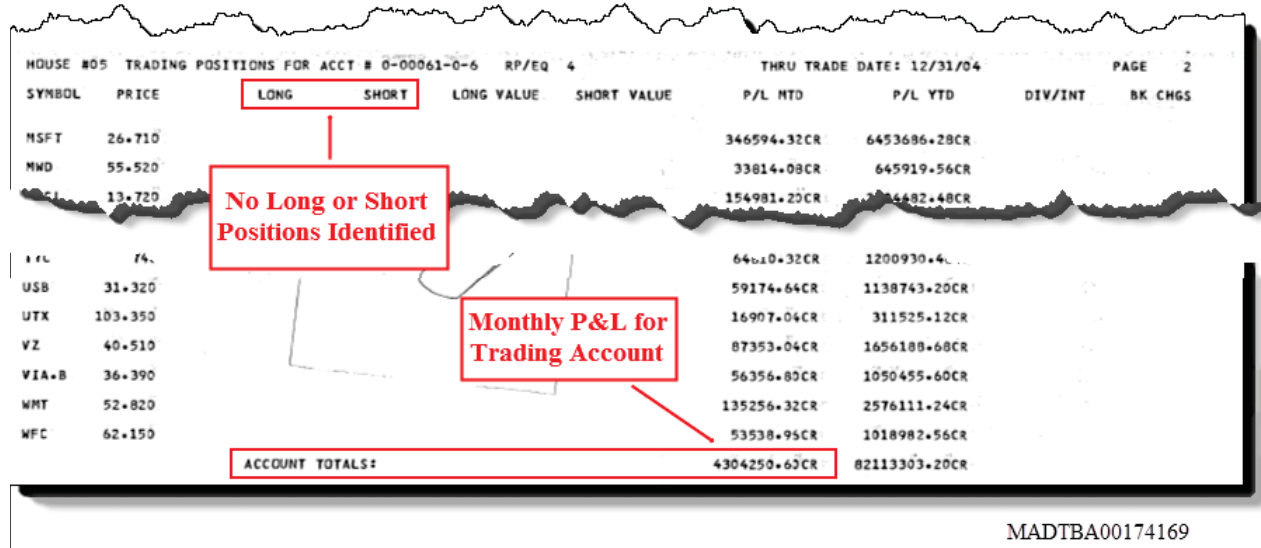 HOUSE #05 TRADING POSITIONS FOR ACCT # 0-00061-0-6 RP/EQ 4 THRU TRADE DATE: 12/31/04 PAGE 2
SYMBOL PRICE LONG SHORT LONG VALUE SHORT VALUE P/L MTD P/L YTD DIV/INT BK CHGS
MSFT 26.710 346594.32CR 6453686.28CR
MWD 55.520 33814.08CR 645919.56CR
13.720 154981.20CR
No Long or Short
Positions Identified
1200930.4
USB 31.320 59174.64CR 1138743.20CR
UTX 103.350 16907.04CR 311525.12CR
Monthly P&L for
Trading Account
VZ 40.510 87353.04CR 1656188.68CR
VIA.B 36.390 56356.80CR 1050455.60CR
WMT 52.820 135256.32CR 2576111.24CR
WFC 62.150 53538.96CR 1018982.56CR
ACCOUNT TOTALS: 4304250.60CR 82113303.20CR
MADTBA00174169